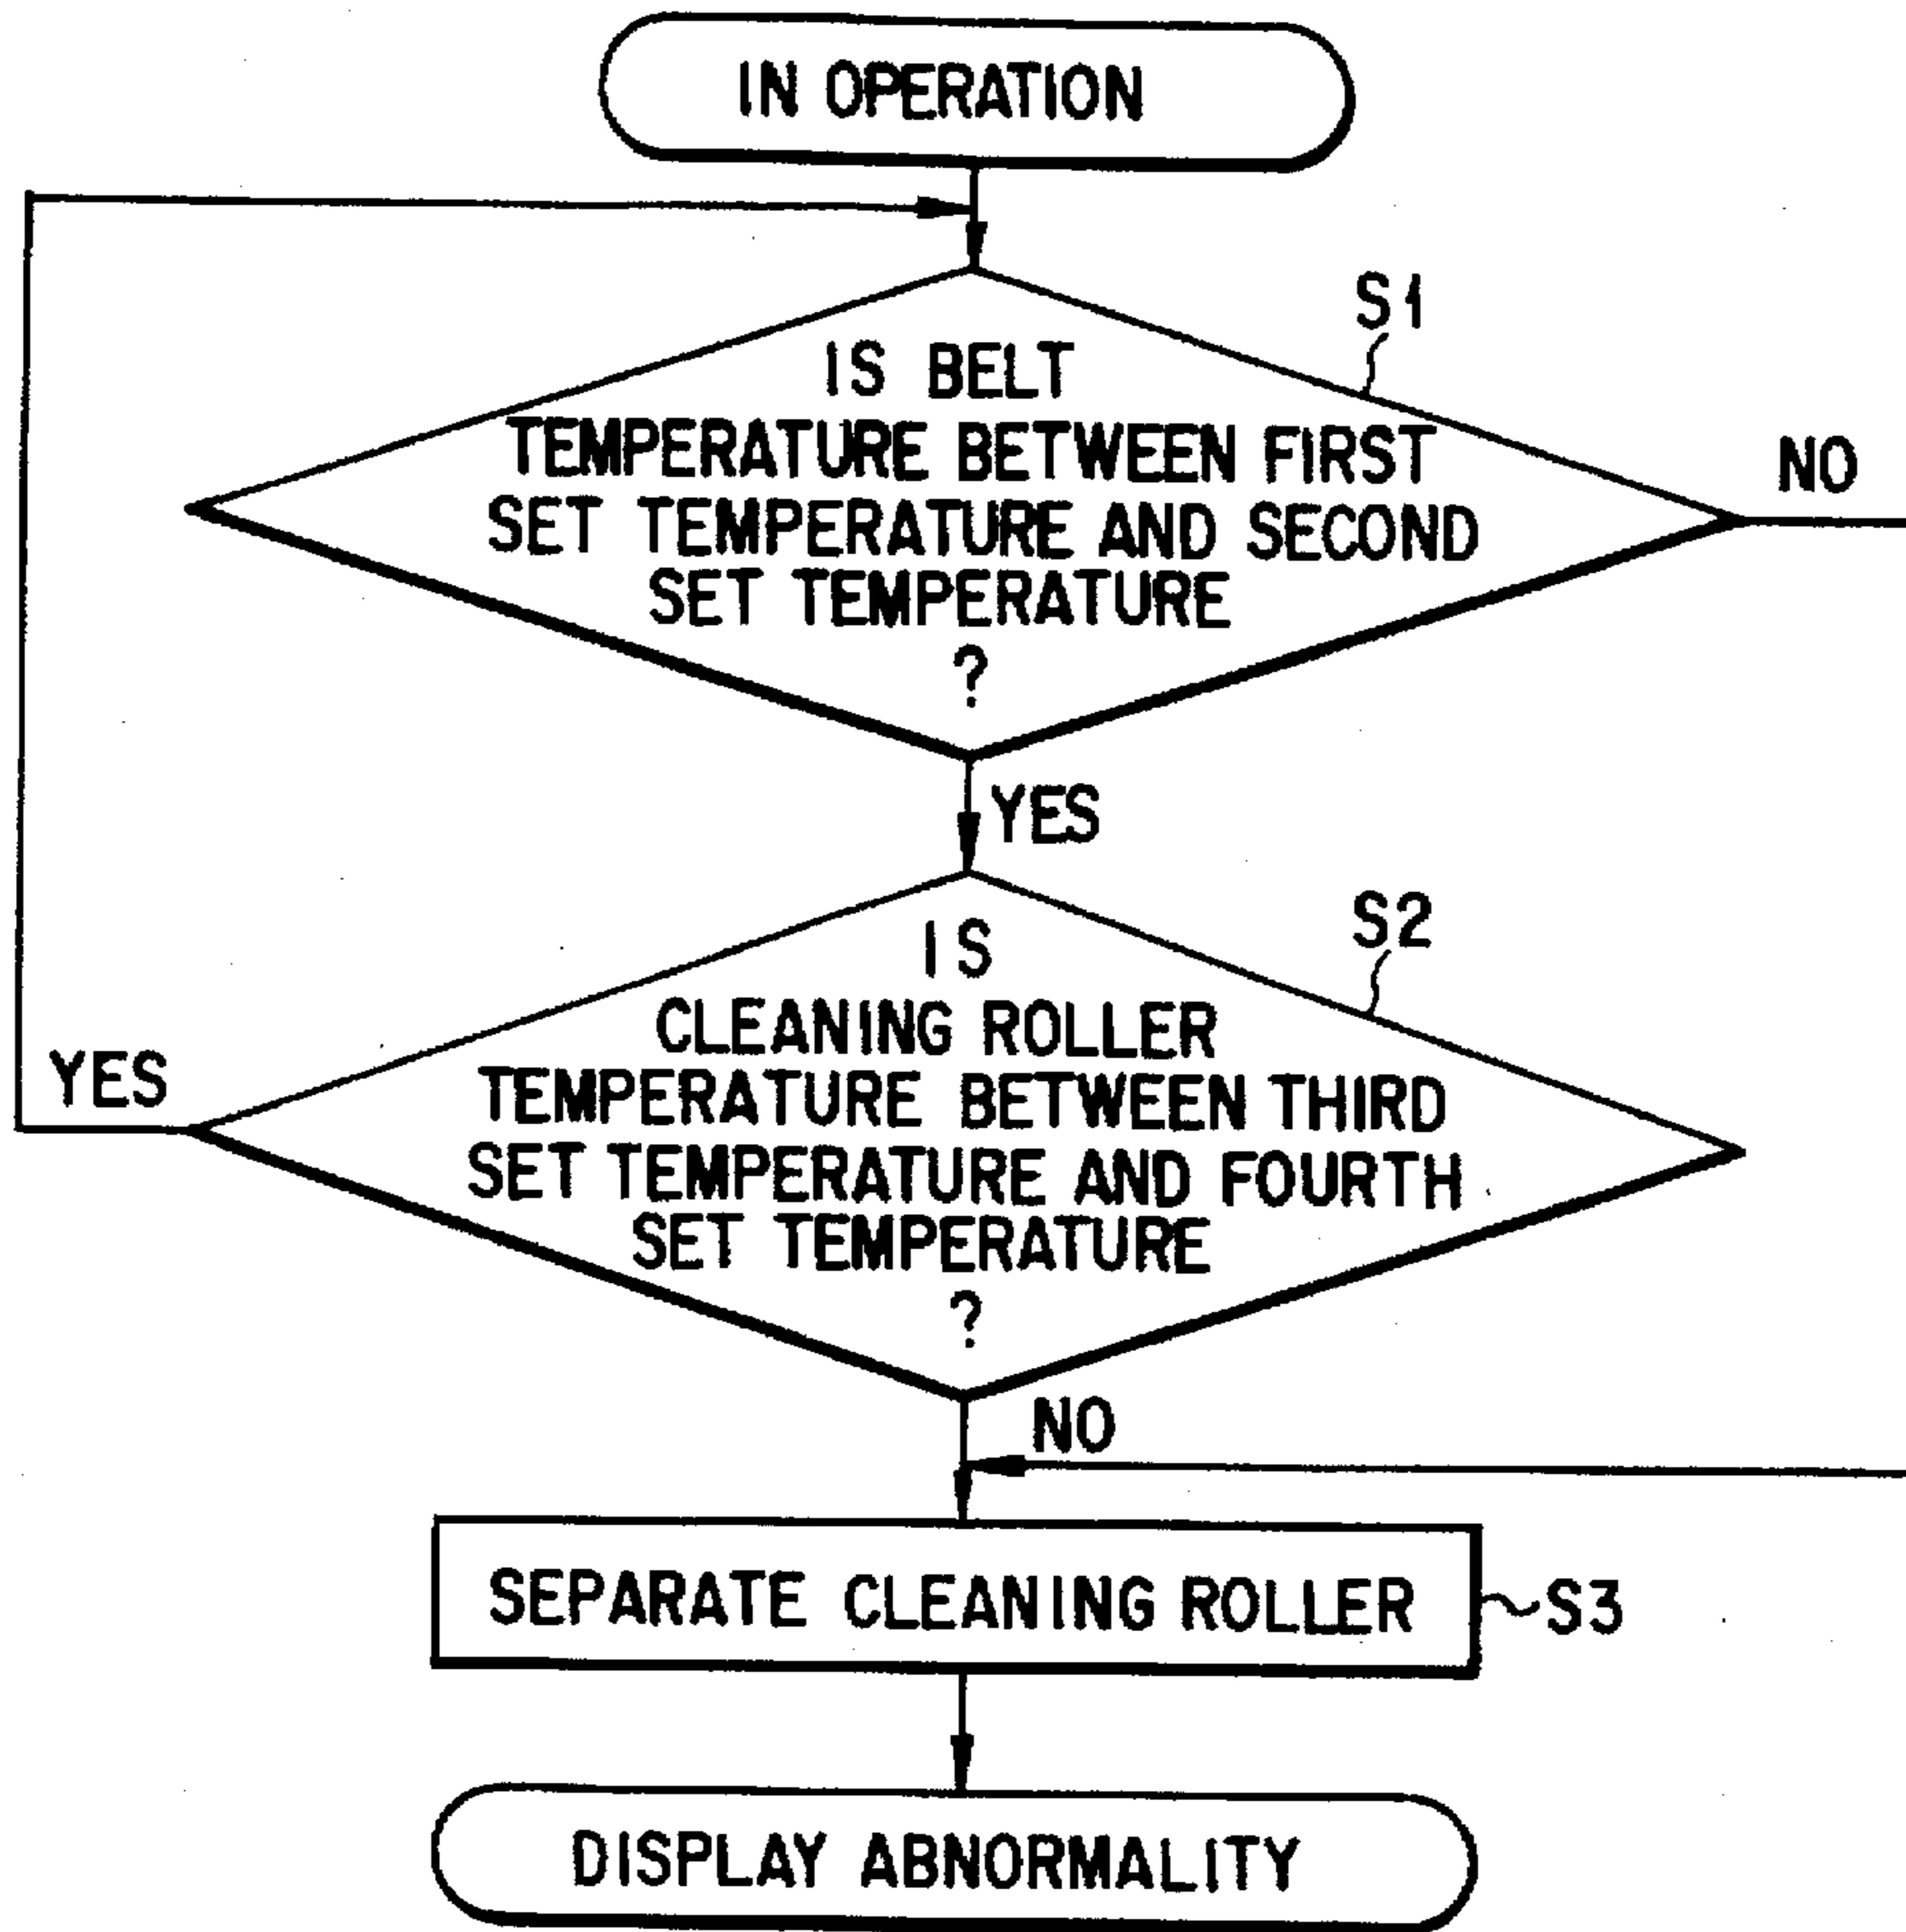 IN OPERATION
S1
IS BELT
TEMPERATURE BETWEEN FIRST
SET TEMPERATURE AND SECOND
SET TEMPERATURE
?
NO
YES
S2
IS
CLEANING ROLLER
TEMPERATURE BETWEEN THIRD
SET TEMPERATURE AND FOURTH
SET TEMPERATURE
?
YES
NO
SEPARATE CLEANING ROLLER
S3
DISPLAY ABNORMALITY